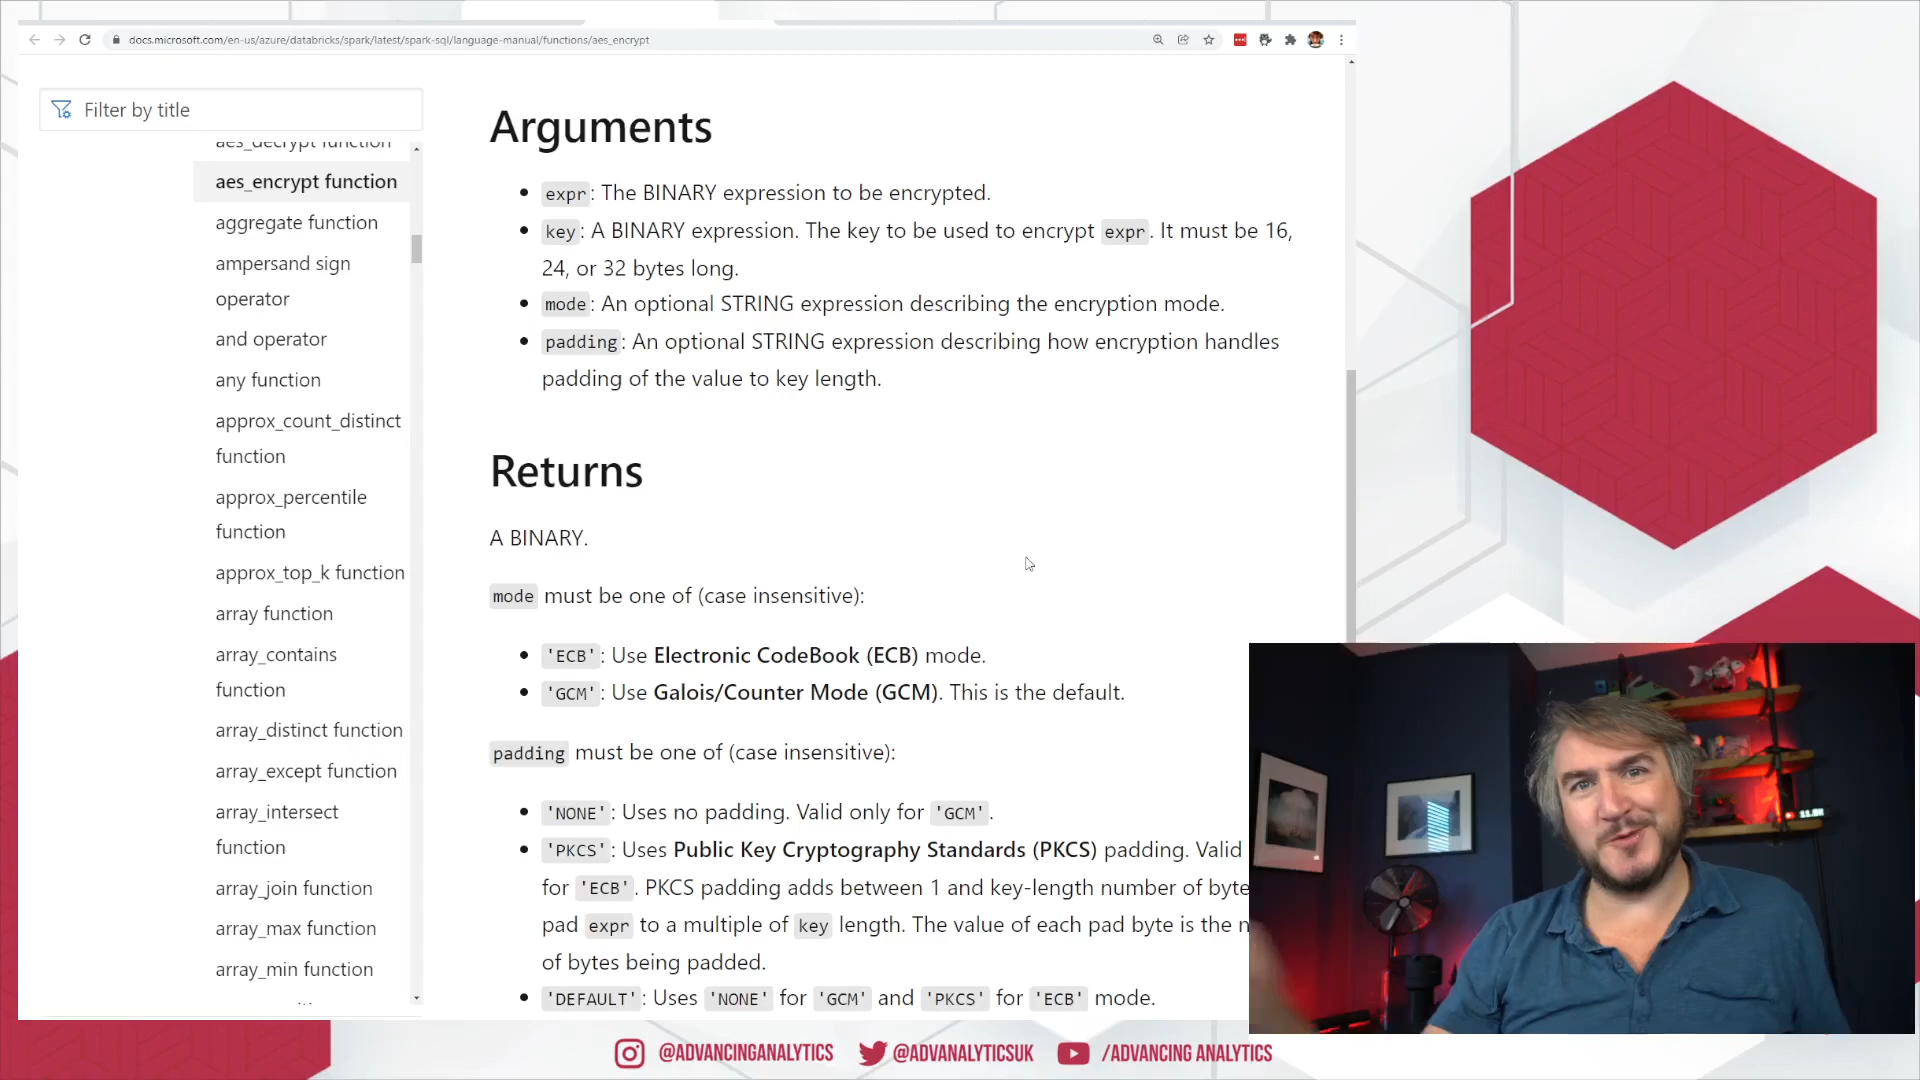 docs.microsoft.com/en-us/azure/databricks/spark/latest/spark-sql/language-manual/functions/aes_encrypt
Filter by title
aes_decrypt function
aes_encrypt function
aggregate function
ampersand sign
operator
and operator
any function
approx_count_distinct
function
approx_percentile
function
approx_top_k function
array function
array_contains
function
array_distinct function
array_except function
array_intersect
function
array_join function
array_max function
array_min function
Arguments
expr: The BINARY expression to be encrypted.
key: A BINARY expression. The key to be used to encrypt expr. It must be 16,
24, or 32 bytes long.
mode: An optional STRING expression describing the encryption mode.
padding: An optional STRING expression describing how encryption handles
padding of the value to key length.
Returns
A BINARY.
mode must be one of (case insensitive):
'ECB': Use Electronic CodeBook (ECB) mode.
'GCM': Use Galois/Counter Mode (GCM). This is the default.
padding must be one of (case insensitive):
'NONE': Uses no padding. Valid only for 'GCM'.
'PKCS': Uses Public Key Cryptography Standards (PKCS) padding. Valid
for 'ECB'. PKCS padding adds between 1 and key-length number of byte
pad expr to a multiple of key length. The value of each pad byte is the n
of bytes being padded.
'DEFAULT': Uses 'NONE' for 'GCM' and 'PKCS' for 'ECB' mode.
@ADVANCINGANALYTICS
@ADVANALYTICSUK
/ADVANCING ANALYTICS